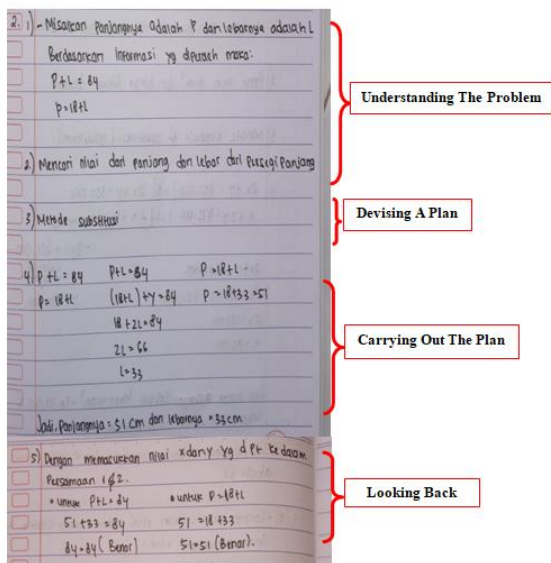 2. 1) - Misalkan panjangnya adalah P dan lebarnya adalah L
Berdasarkan informasi yg diperoleh maka:
P+L = 84
p = 18+L
2) Mencari nilai dari panjang dan lebar dari Persegi Panjang
Understanding The Problem
3) Metode substitusi
Devising A Plan
4) P+L = 84 P+L = 84 P = 18+L
P = 18+L (18+L)+y = 84 P = 18+33 = 51
18+2L = 84
2L = 66
L = 33
Jadi, Panjangnya = 51 cm dan lebarnya = 33 cm
Carrying Out The Plan
5) Dengan memasukkan nilai x dan y yg dpt ke dalam
Persamaan 1 & 2.
• untuk P+L = 84 • untuk P = 18+L
51+33 = 84 51 = 18+33
84 = 84 (Benar) 51 = 51 (Benar).
Looking Back